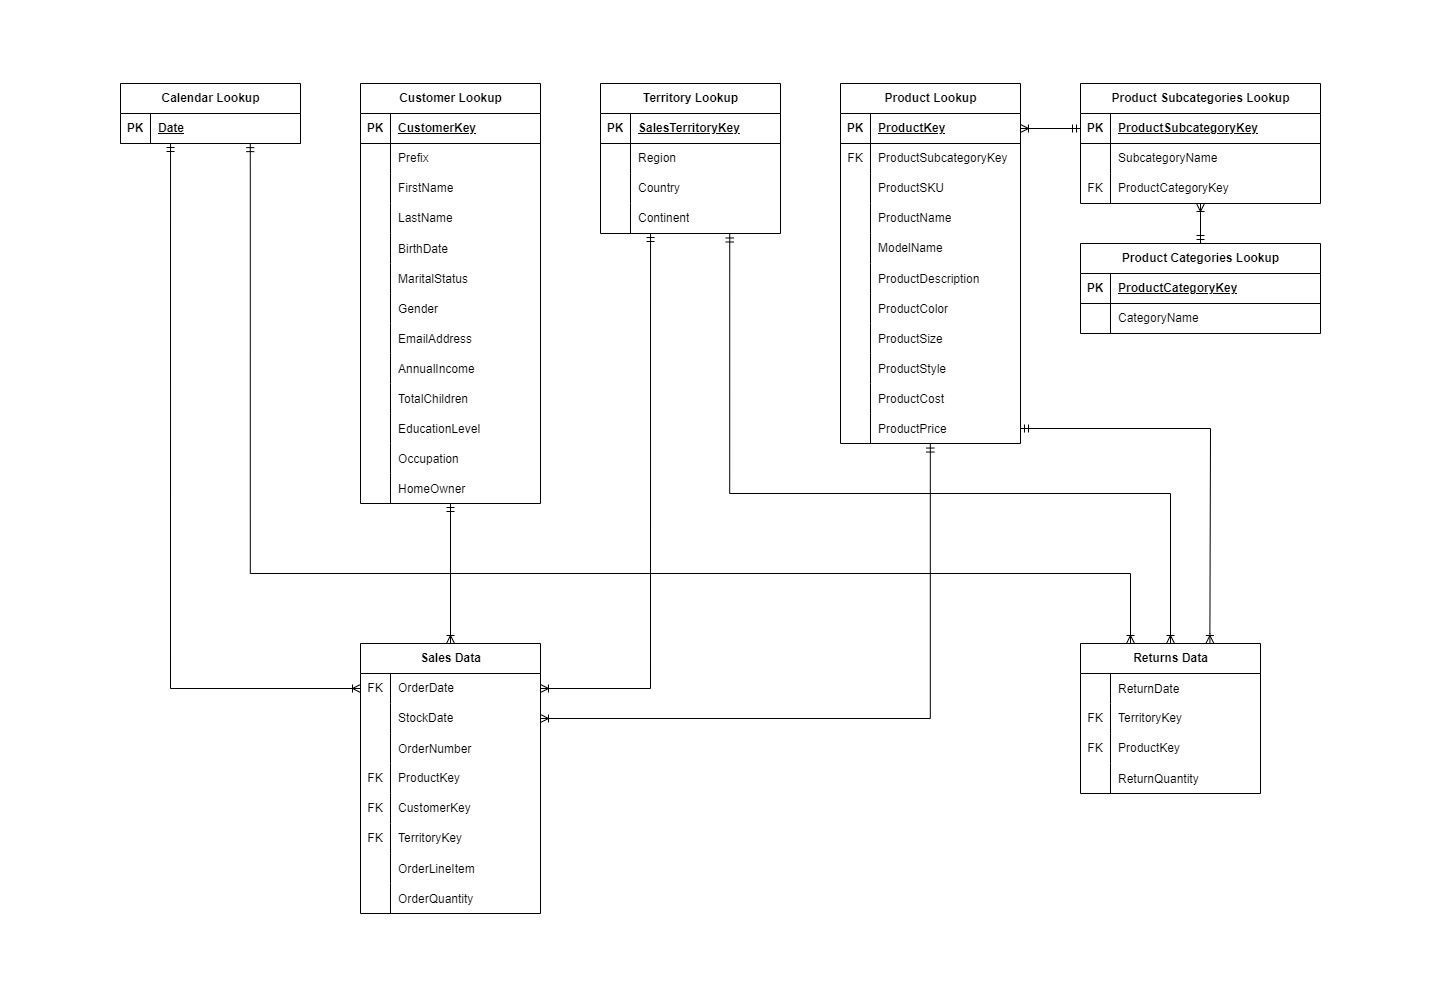 Calendar Lookup
PK Date
Customer Lookup
PK CustomerKey
Prefix
FirstName
LastName
BirthDate
MaritalStatus
Gender
EmailAddress
AnnualIncome
TotalChildren
EducationLevel
Occupation
HomeOwner
Territory Lookup
PK SalesTerritoryKey
Region
Country
Continent
Product Lookup
PK ProductKey
FK ProductSubcategoryKey
ProductSKU
ProductName
ModelName
ProductDescription
ProductColor
ProductSize
ProductStyle
ProductCost
ProductPrice
Product Subcategories Lookup
PK ProductSubcategoryKey
SubcategoryName
FK ProductCategoryKey
Product Categories Lookup
PK ProductCategoryKey
CategoryName
Sales Data
FK OrderDate
StockDate
OrderNumber
FK ProductKey
FK CustomerKey
FK TerritoryKey
OrderLineItem
OrderQuantity
Returns Data
ReturnDate
FK TerritoryKey
FK ProductKey
ReturnQuantity